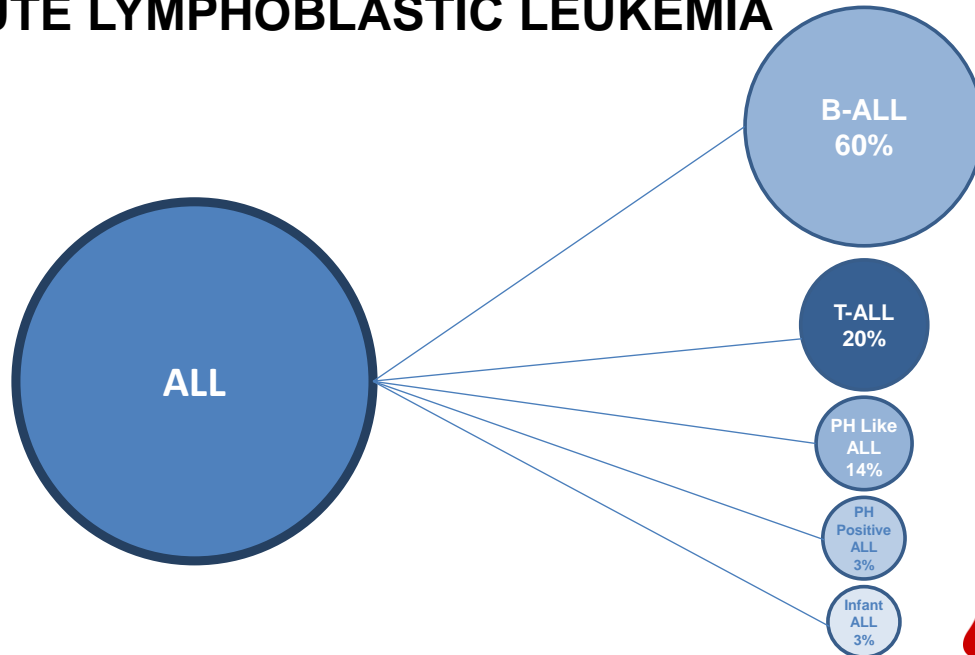 UTE LYMPHOBLASTIC LEUKEMIA
B-ALL
60%
ALL
T-ALL
20%
PH Like
ALL
14%
PH
Positive
ALL
3%
Infant
ALL
3%